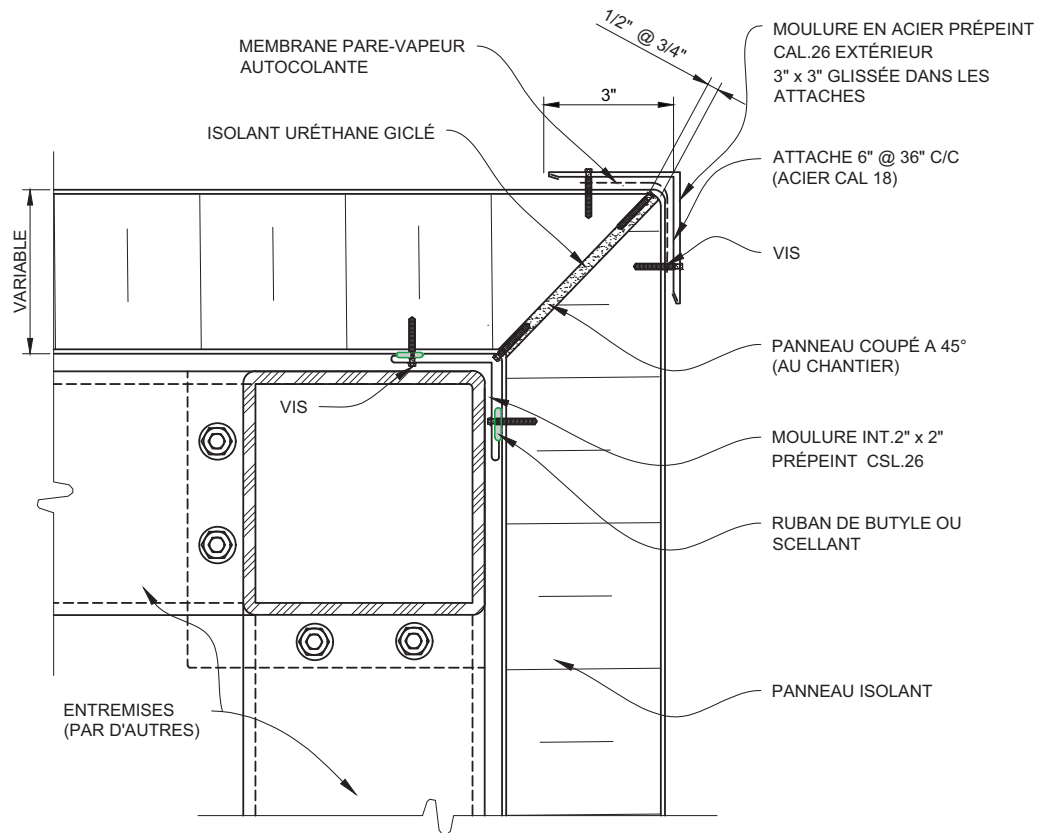 1/2" @ 3/4"
MEMBRANE PARE-VAPEUR
AUTOCOLANTE
3"
MOULURE EN ACIER PRÉPEINT
CAL.26 EXTÉRIEUR
3" x 3" GLISSÉE DANS LES
ATTACHES
ISOLANT URÉTHANE GICLÉ
ATTACHE 6" @ 36" C/C
(ACIER CAL 18)
VARIABLE
VIS
PANNEAU COUPÉ A 45°
(AU CHANTIER)
VIS
MOULURE INT.2" x 2"
PRÉPEINT CSL.26
RUBAN DE BUTYLE OU
SCELLANT
PANNEAU ISOLANT
ENTREMISES
(PAR D'AUTRES)